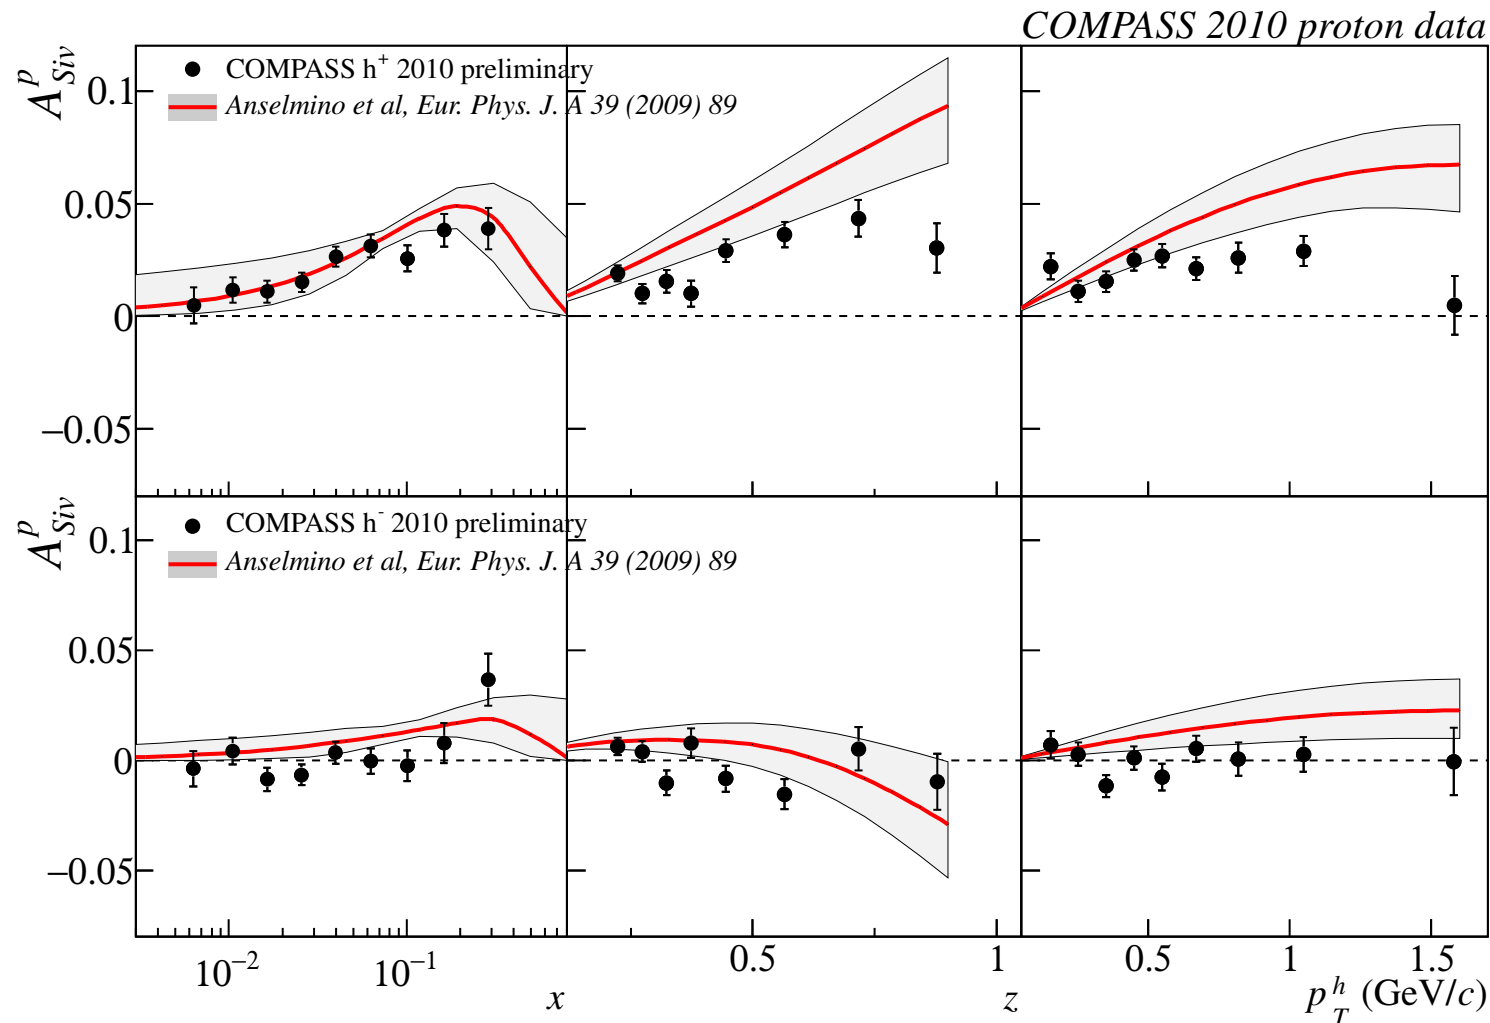 COMPASS 2010 proton data
A^p_Siv
COMPASS h^+ 2010 preliminary
Anselmino et al, Eur. Phys. J. A 39 (2009) 89
0.1
0.05
0
−0.05
A^p_Siv
COMPASS h^- 2010 preliminary
Anselmino et al, Eur. Phys. J. A 39 (2009) 89
0.1
0.05
0
−0.05
10^−2 10^−1 0.5 1 0.5 1 1.5
x z p_T^h (GeV/c)